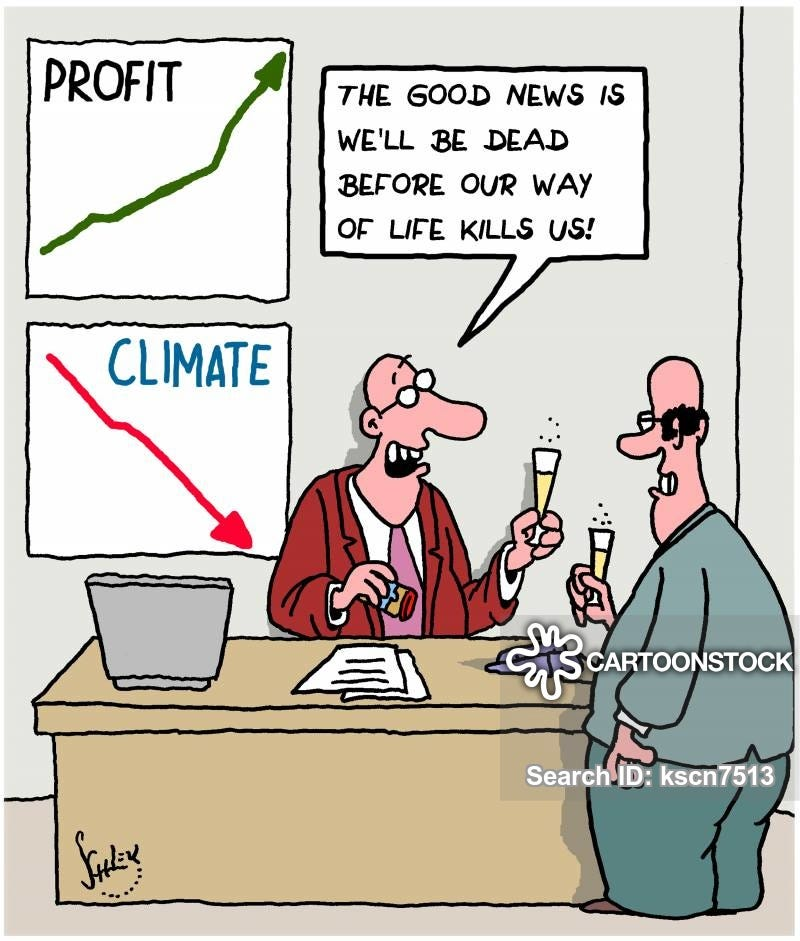 PROFIT
THE GOOD NEWS IS
WE'LL BE DEAD
BEFORE OUR WAY
OF LIFE KILLS US!
CLIMATE
CARTOONSTOCK
Search ID: kscn7513